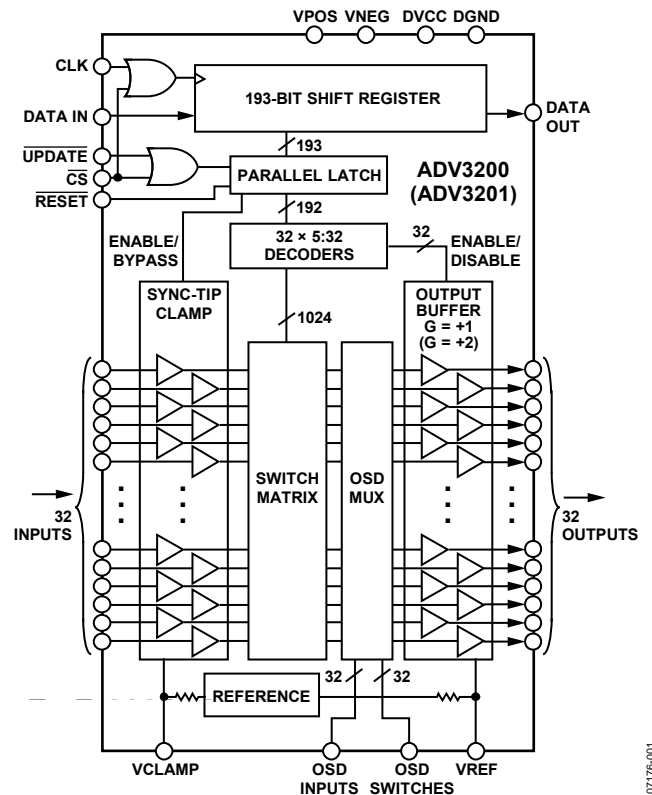 VPOS VNEG DVCC DGND
CLK
193-BIT SHIFT REGISTER
DATA IN
DATA
OUT
UPDATE
193
CS
PARALLEL LATCH
ADV3200
(ADV3201)
RESET
192
ENABLE/
BYPASS
32 × 5:32
DECODERS
32
ENABLE/
DISABLE
SYNC-TIP
CLAMP
OUTPUT
BUFFER
G = +1
(G = +2)
1024
SWITCH
MATRIX
OSD
MUX
32
INPUTS
32
OUTPUTS
32
32
REFERENCE
VCLAMP
OSD
INPUTS
OSD
SWITCHES
VREF
07176-001